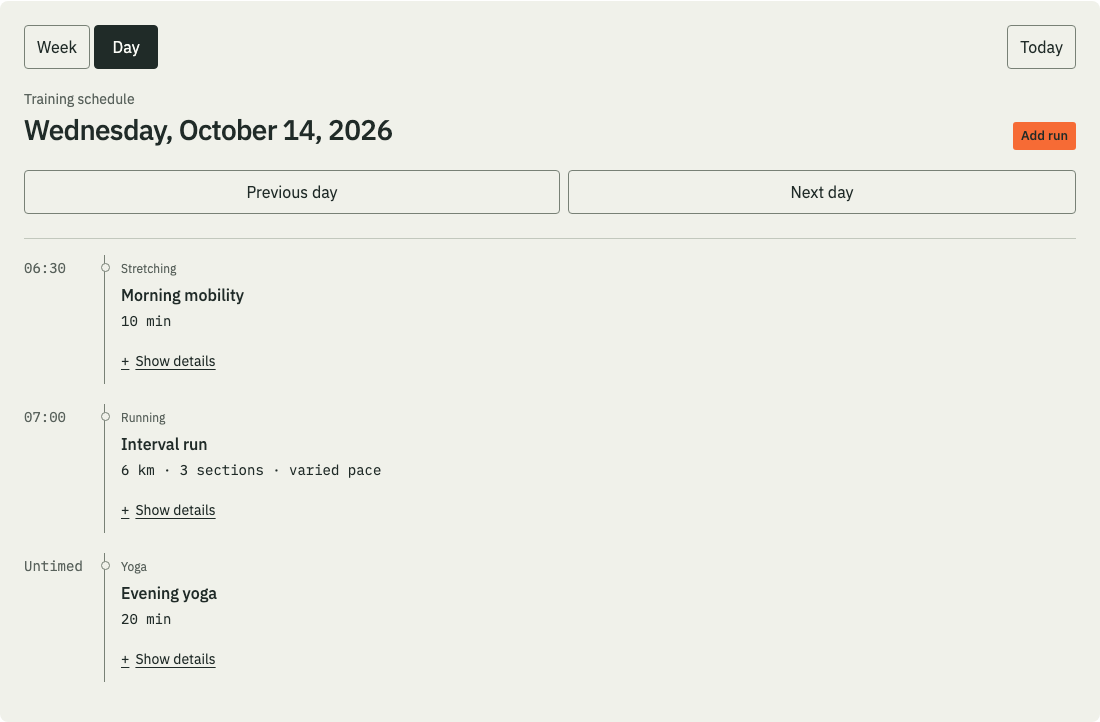 Week Day Today
Training schedule
Wednesday, October 14, 2026
Add run
Previous day Next day
06:30 Stretching
Morning mobility
10 min
+ Show details
07:00 Running
Interval run
6 km · 3 sections · varied pace
+ Show details
Untimed Yoga
Evening yoga
20 min
+ Show details